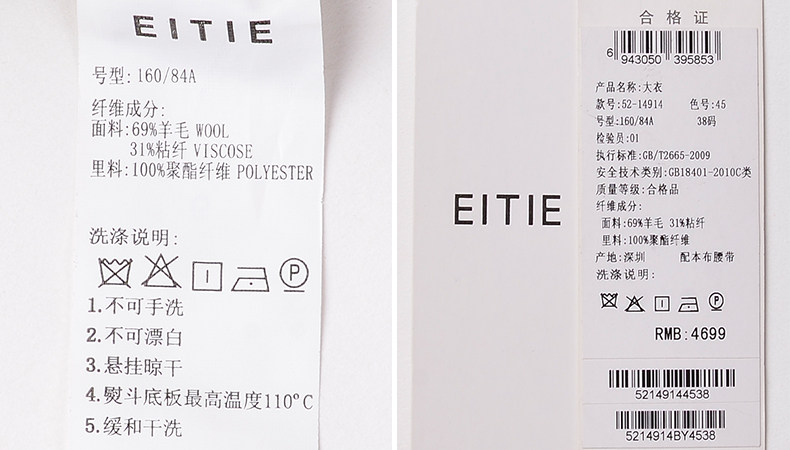 EITIE
号型: 160/84A
纤维成分:
面料:69%羊毛 WOOL
31%粘纤 VISCOSE
里料:100%聚酯纤维 POLYESTER
洗涤说明:
P
1.不可手洗
2.不可漂白
3.悬挂晾干
4.熨斗底板最高温度110°C
5.缓和干洗
EITIE
合格证
6 943050 395853
产品名称:大衣
款号:52-14914 色号:45
号型:160/84A 38码
检验员:01
执行标准:GB/T2665-2009
安全技术类别:GB18401-2010C类
质量等级:合格品
纤维成分:
面料:69%羊毛 31%粘纤
里料:100%聚酯纤维
产地:深圳 配本布腰带
洗涤说明:
P
RMB:4699
52149144538
5214914BY4538